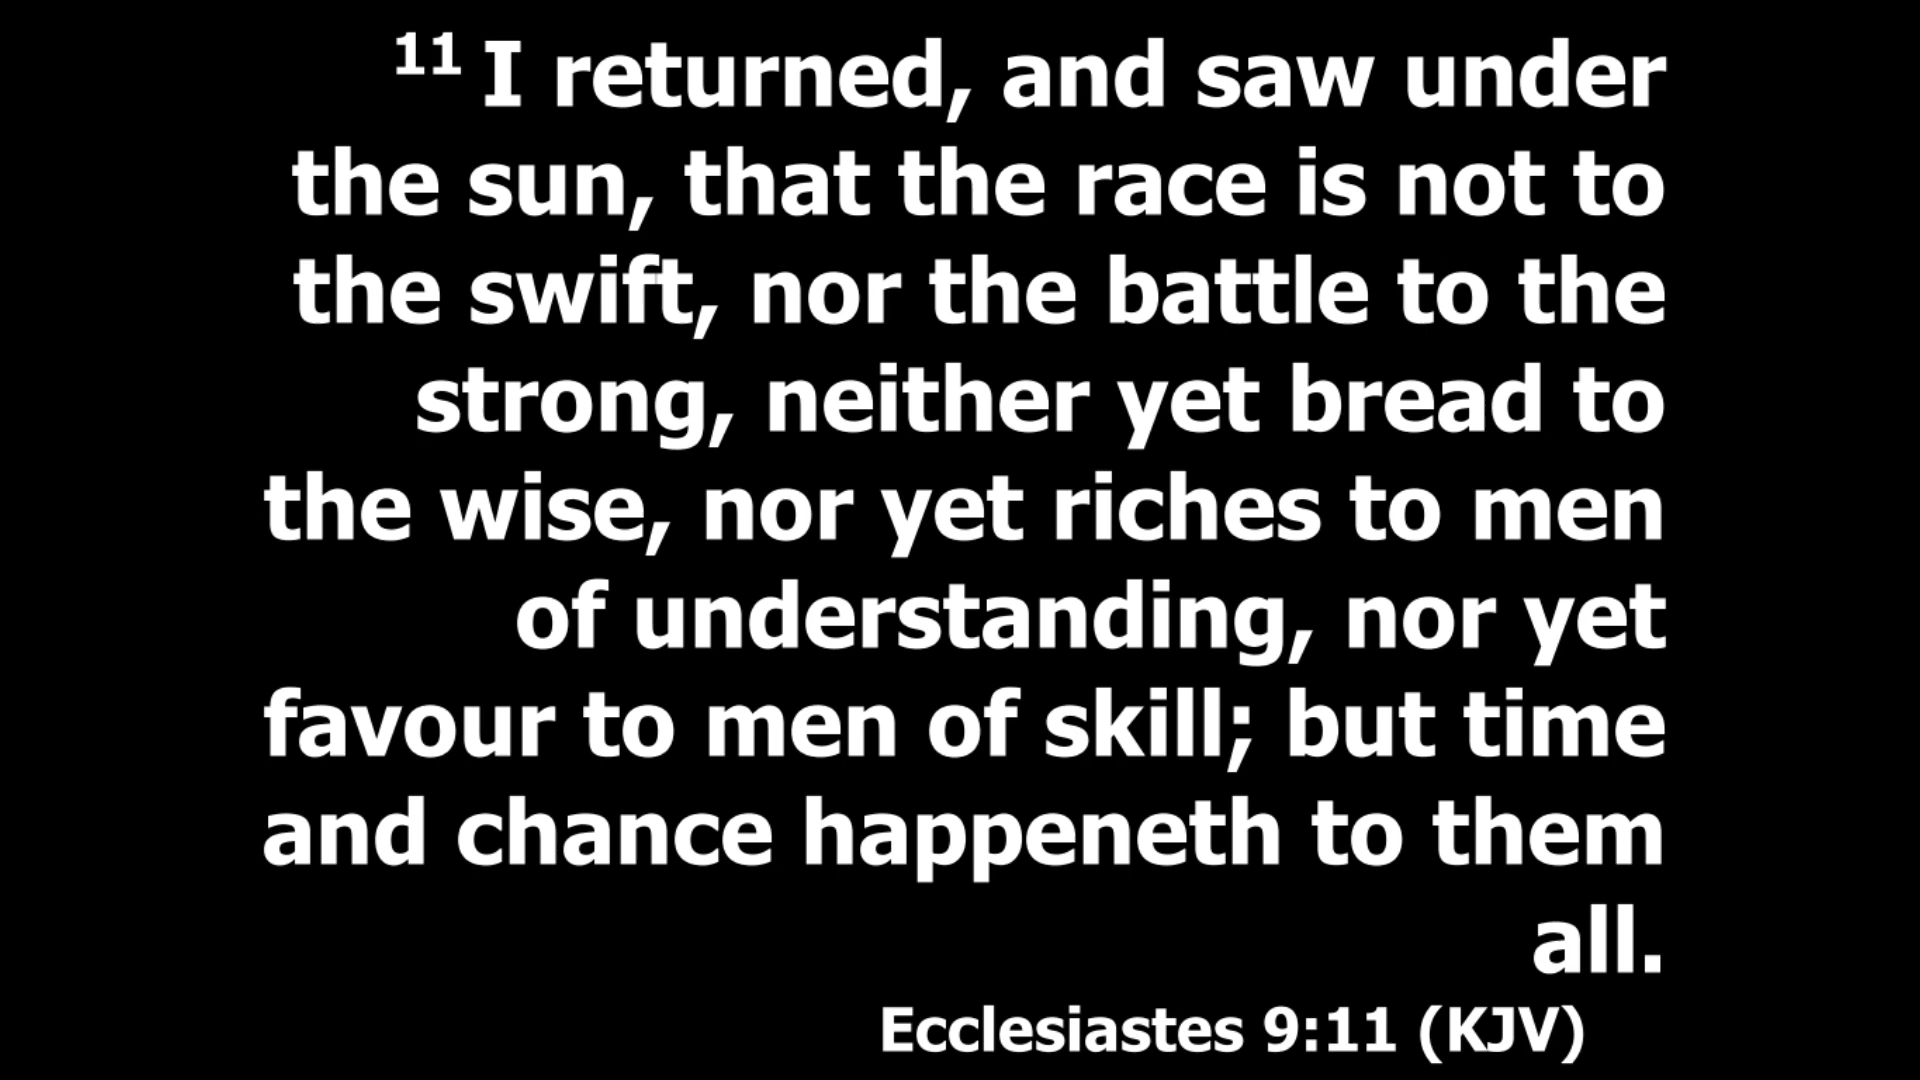 11 I returned, and saw under
the sun, that the race is not to
the swift, nor the battle to the
strong, neither yet bread to
the wise, nor yet riches to men
of understanding, nor yet
favour to men of skill; but time
and chance happeneth to them
all.
Ecclesiastes 9:11 (KJV)